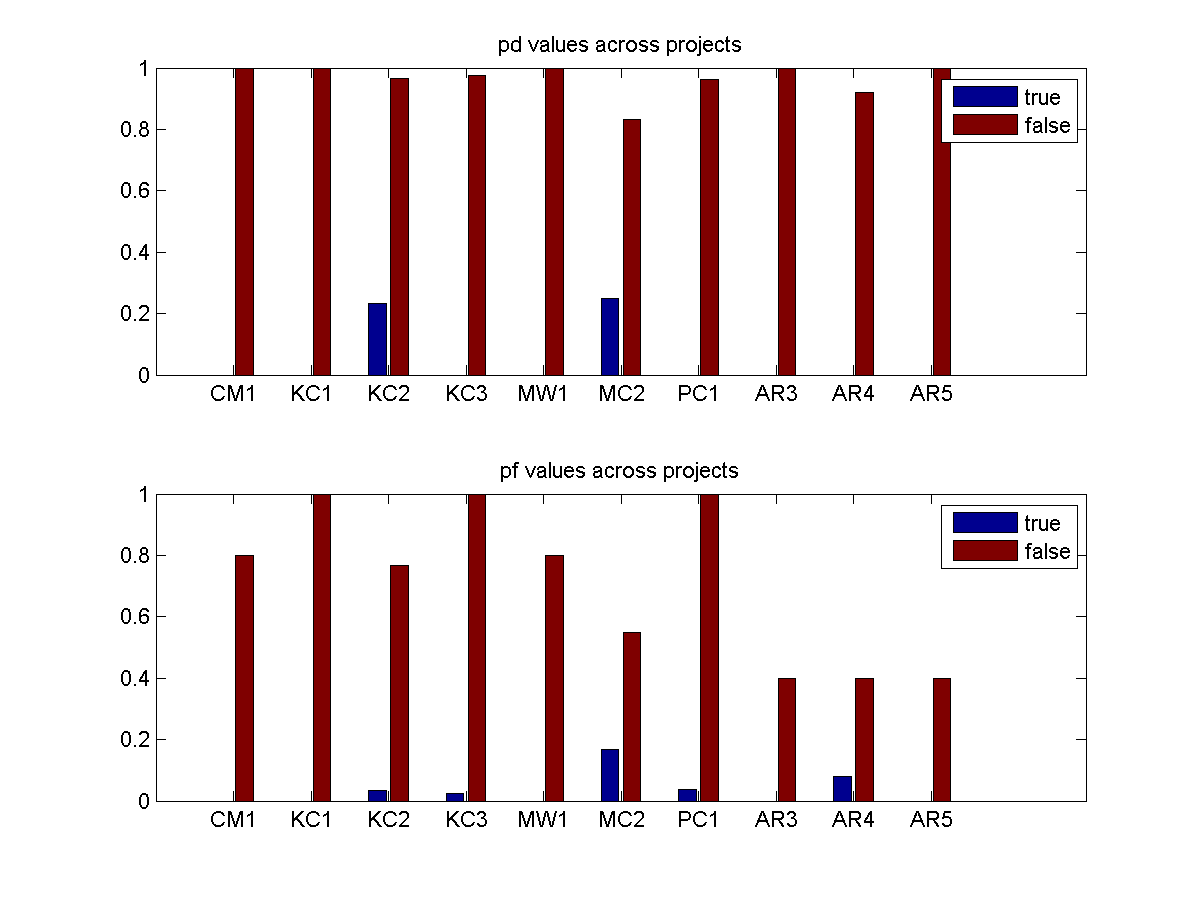 pd values across projects
1
0.8
0.6
0.4
0.2
0
true
false
CM1 KC1 KC2 KC3 MW1 MC2 PC1 AR3 AR4 AR5
pf values across projects
1
0.8
0.6
0.4
0.2
0
true
false
CM1 KC1 KC2 KC3 MW1 MC2 PC1 AR3 AR4 AR5